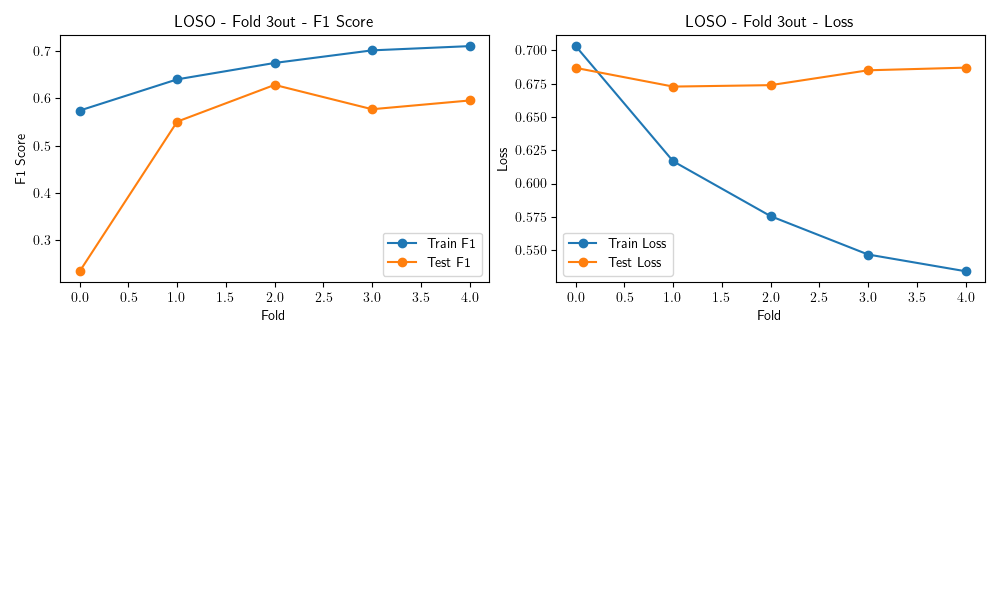 LOSO - Fold 3out - F1 Score
0.7
0.6
0.5
0.4
0.3
F1 Score
Train F1
Test F1
0.0 0.5 1.0 1.5 2.0 2.5 3.0 3.5 4.0
Fold
LOSO - Fold 3out - Loss
0.700
0.675
0.650
0.625
0.600
0.575
0.550
Loss
Train Loss
Test Loss
0.0 0.5 1.0 1.5 2.0 2.5 3.0 3.5 4.0
Fold